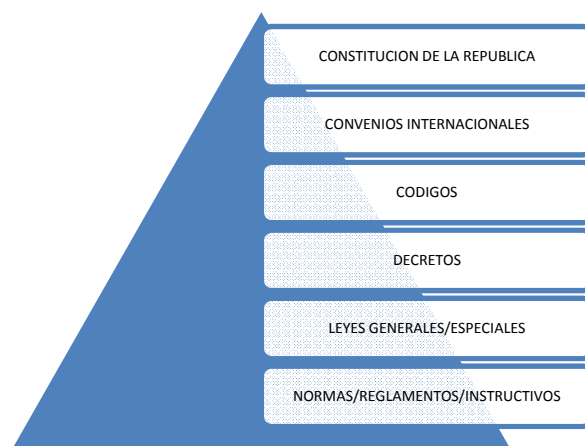 CONSTITUCION DE LA REPUBLICA
CONVENIOS INTERNACIONALES
CODIGOS
DECRETOS
LEYES GENERALES/ESPECIALES
NORMAS/REGLAMENTOS/INSTRUCTIVOS